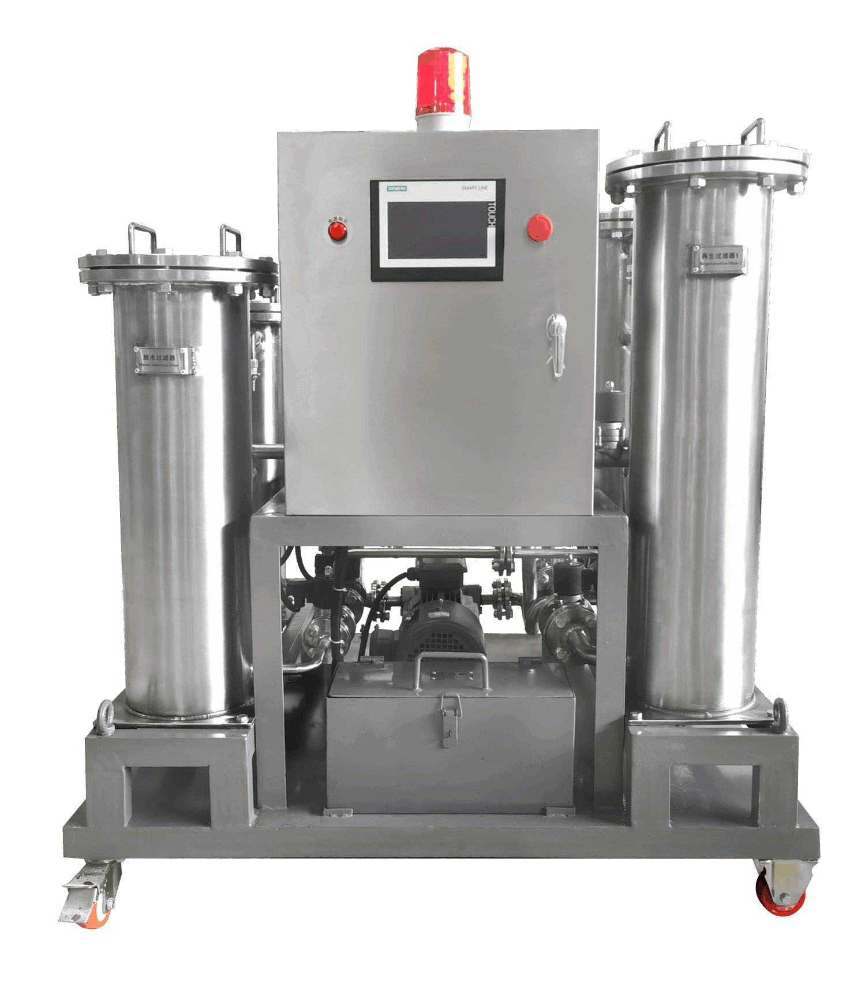 SIEMENS
SMART LINE
TOUCH
再生过滤器1
Regenerative filter 1
脱水过滤器
Water removal filter